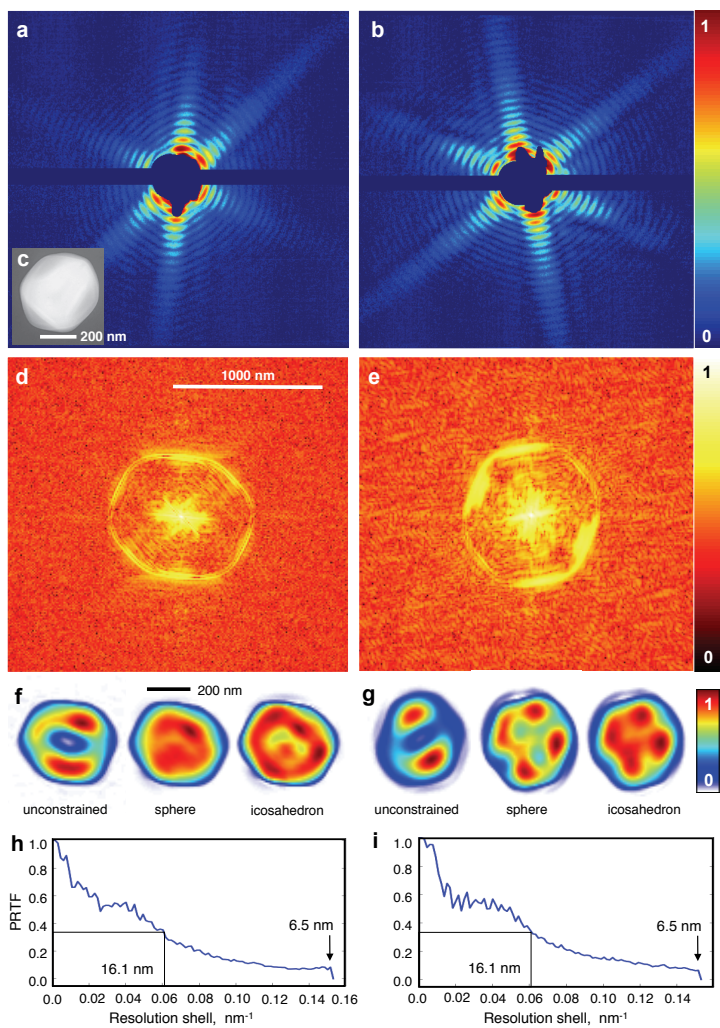 a
b
1
0
c
200 nm
d
1000 nm
e
1
0
f
200 nm
g
1
0
unconstrained
sphere
icosahedron
unconstrained
sphere
icosahedron
h
i
1.0
0.8
0.6
0.4
0.2
0.0
PRTF
6.5 nm
16.1 nm
0.0 0.02 0.04 0.06 0.08 0.10 0.12 0.14 0.16
Resolution shell, nm-1
1.0
0.8
0.6
0.4
0.2
0.0
6.5 nm
16.1 nm
0.0 0.02 0.04 0.06 0.08 0.10 0.12 0.14
Resolution shell, nm-1